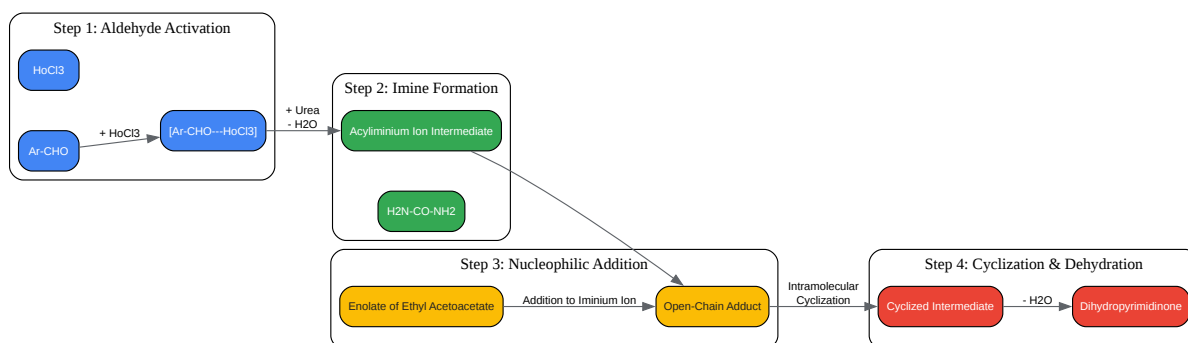 Step 1: Aldehyde Activation
HoCl3
Ar-CHO
+ HoCl3
[Ar-CHO---HoCl3]
+ Urea
- H2O
Step 2: Imine Formation
Acyliminium Ion Intermediate
H2N-CO-NH2
Step 3: Nucleophilic Addition
Enolate of Ethyl Acetoacetate
Addition to Iminium Ion
Open-Chain Adduct
Intramolecular
Cyclization
Step 4: Cyclization & Dehydration
Cyclized Intermediate
- H2O
Dihydropyrimidinone